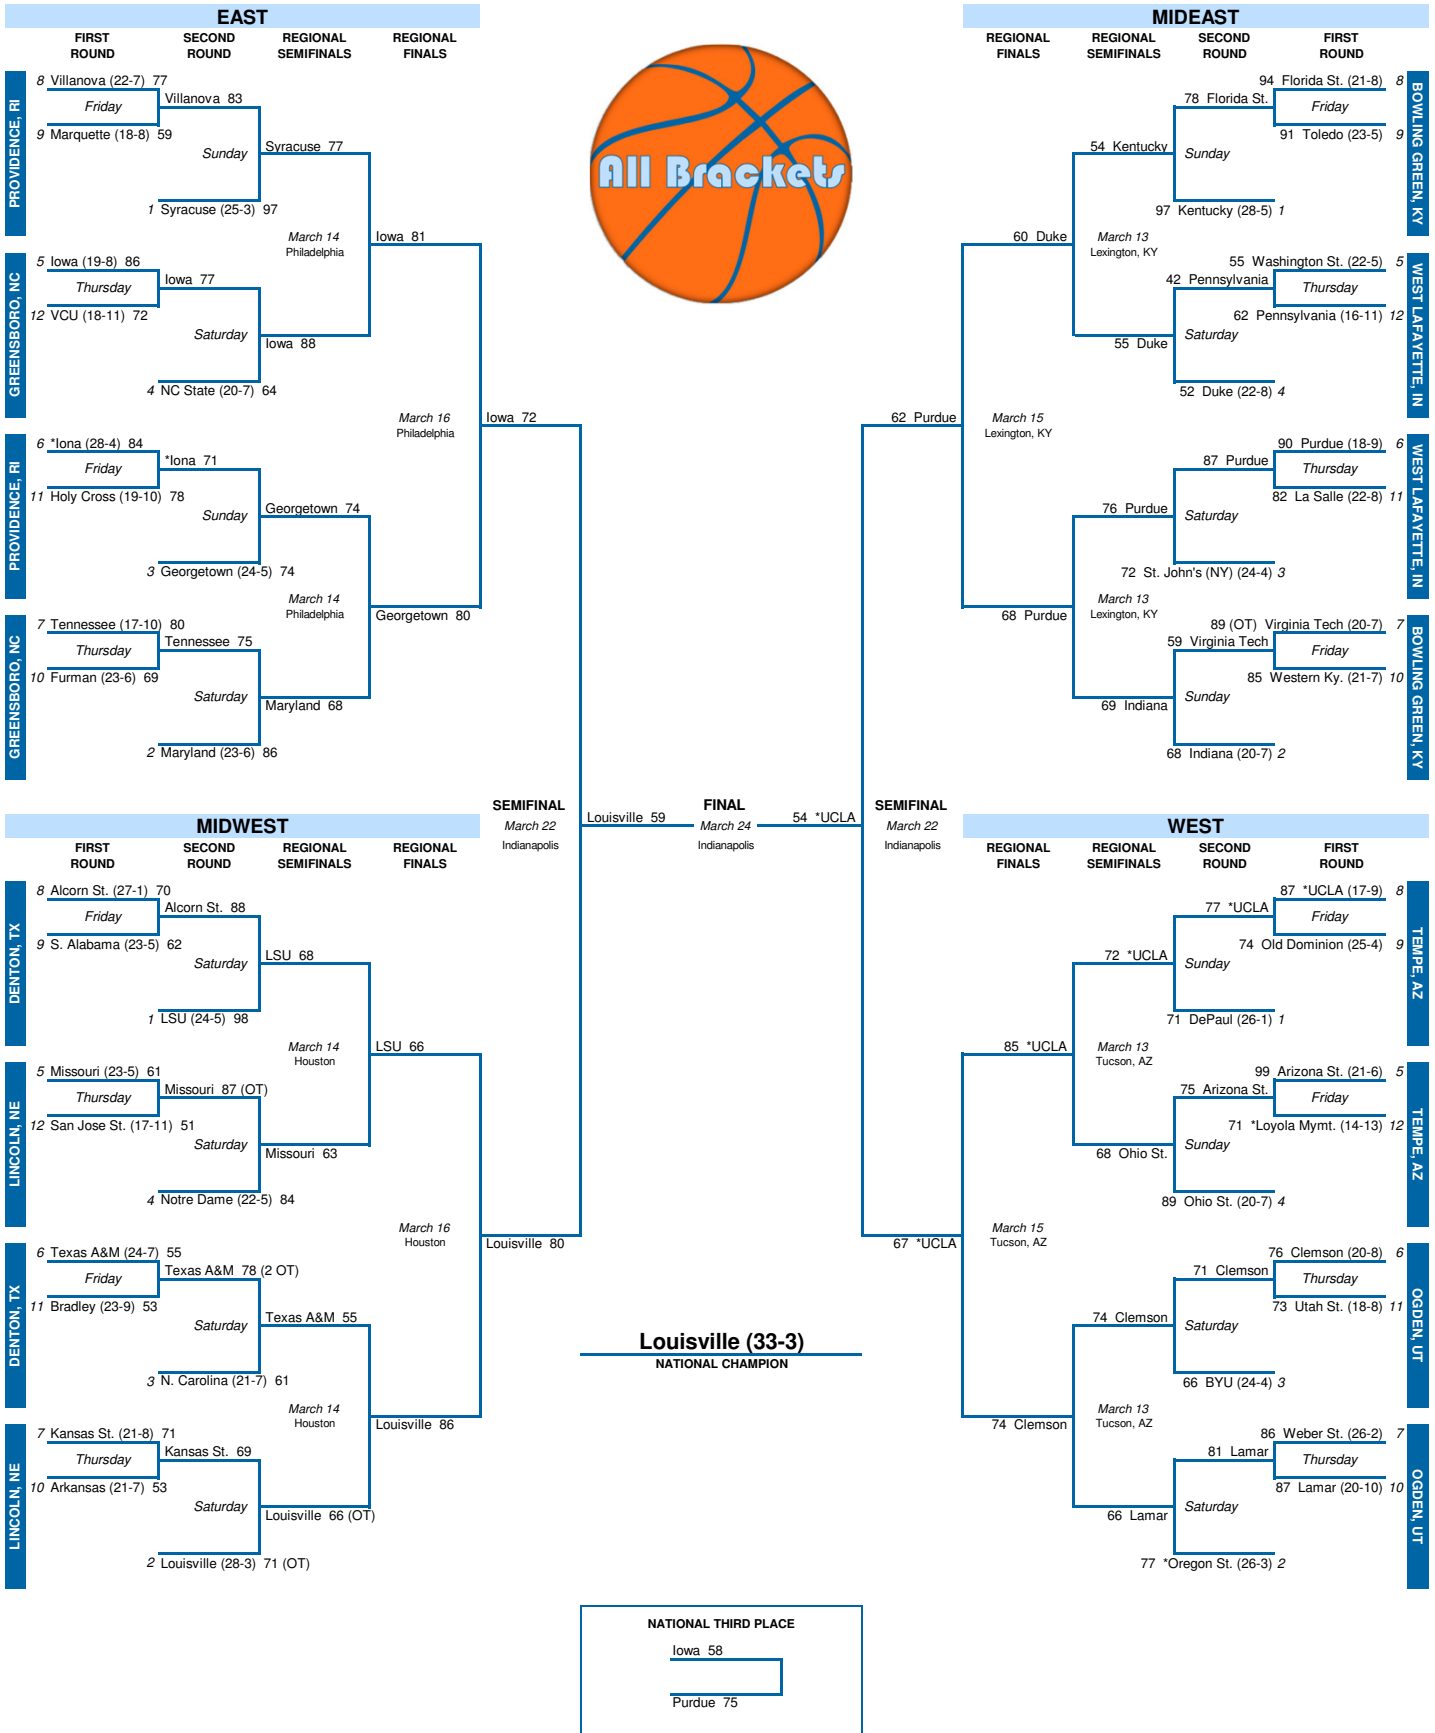 EAST
FIRST ROUND
SECOND ROUND
REGIONAL SEMIFINALS
REGIONAL FINALS
PROVIDENCE, RI
8 Villanova (22-7) 77
Friday
9 Marquette (18-8) 59
Villanova 83
Sunday
1 Syracuse (25-3) 97
Syracuse 77
March 14
Philadelphia
Iowa 81
GREENSBORO, NC
5 Iowa (19-8) 86
Thursday
12 VCU (18-11) 72
Iowa 77
Saturday
4 NC State (20-7) 64
Iowa 88
March 16
Philadelphia
Iowa 72
PROVIDENCE, RI
6 *Iona (28-4) 84
Friday
11 Holy Cross (19-10) 78
*Iona 71
Sunday
3 Georgetown (24-5) 74
Georgetown 74
March 14
Philadelphia
Georgetown 80
GREENSBORO, NC
7 Tennessee (17-10) 80
Thursday
10 Furman (23-6) 69
Tennessee 75
Saturday
2 Maryland (23-6) 86
Maryland 68
All Brackets
MIDEAST
REGIONAL FINALS
REGIONAL SEMIFINALS
SECOND ROUND
FIRST ROUND
BOWLING GREEN, KY
94 Florida St. (21-8) 8
Friday
91 Toledo (23-5) 9
78 Florida St.
Sunday
97 Kentucky (28-5) 1
54 Kentucky
March 13
Lexington, KY
60 Duke
WEST LAFAYETTE, IN
55 Washington St. (22-5) 5
Thursday
62 Pennsylvania (16-11) 12
42 Pennsylvania
Saturday
52 Duke (22-8) 4
55 Duke
March 15
Lexington, KY
62 Purdue
WEST LAFAYETTE, IN
90 Purdue (18-9) 6
Thursday
82 La Salle (22-8) 11
87 Purdue
Saturday
72 St. John's (NY) (24-4) 3
76 Purdue
March 13
Lexington, KY
68 Purdue
BOWLING GREEN, KY
89 (OT) Virginia Tech (20-7) 7
Friday
85 Western Ky. (21-7) 10
59 Virginia Tech
Sunday
68 Indiana (20-7) 2
69 Indiana
SEMIFINAL
March 22
Indianapolis
Louisville 59
FINAL
March 24
Indianapolis
54 *UCLA
SEMIFINAL
March 22
Indianapolis
MIDWEST
FIRST ROUND
SECOND ROUND
REGIONAL SEMIFINALS
REGIONAL FINALS
DENTON, TX
8 Alcorn St. (27-1) 70
Friday
9 S. Alabama (23-5) 62
Alcorn St. 88
Saturday
1 LSU (24-5) 98
LSU 68
March 14
Houston
LSU 66
LINCOLN, NE
5 Missouri (23-5) 61
Thursday
12 San Jose St. (17-11) 51
Missouri 87 (OT)
Saturday
4 Notre Dame (22-5) 84
Missouri 63
March 16
Houston
Louisville 80
DENTON, TX
6 Texas A&M (24-7) 55
Friday
11 Bradley (23-9) 53
Texas A&M 78 (2 OT)
Saturday
3 N. Carolina (21-7) 61
Texas A&M 55
March 14
Houston
Louisville 86
LINCOLN, NE
7 Kansas St. (21-8) 71
Thursday
10 Arkansas (21-7) 53
Kansas St. 69
Saturday
2 Louisville (28-3) 71 (OT)
Louisville 66 (OT)
WEST
REGIONAL FINALS
REGIONAL SEMIFINALS
SECOND ROUND
FIRST ROUND
TEMPE, AZ
87 *UCLA (17-9) 8
Friday
74 Old Dominion (25-4) 9
77 *UCLA
Sunday
71 DePaul (26-1) 1
72 *UCLA
March 13
Tucson, AZ
85 *UCLA
TEMPE, AZ
99 Arizona St. (21-6) 5
Friday
71 *Loyola Mymt. (14-13) 12
75 Arizona St.
Sunday
89 Ohio St. (20-7) 4
68 Ohio St.
March 15
Tucson, AZ
67 *UCLA
OGDEN, UT
76 Clemson (20-8) 6
Thursday
73 Utah St. (18-8) 11
71 Clemson
Saturday
66 BYU (24-4) 3
74 Clemson
March 13
Tucson, AZ
74 Clemson
OGDEN, UT
86 Weber St. (26-2) 7
Thursday
87 Lamar (20-10) 10
81 Lamar
Saturday
77 *Oregon St. (26-3) 2
66 Lamar
Louisville (33-3)
NATIONAL CHAMPION
NATIONAL THIRD PLACE
Iowa 58
Purdue 75